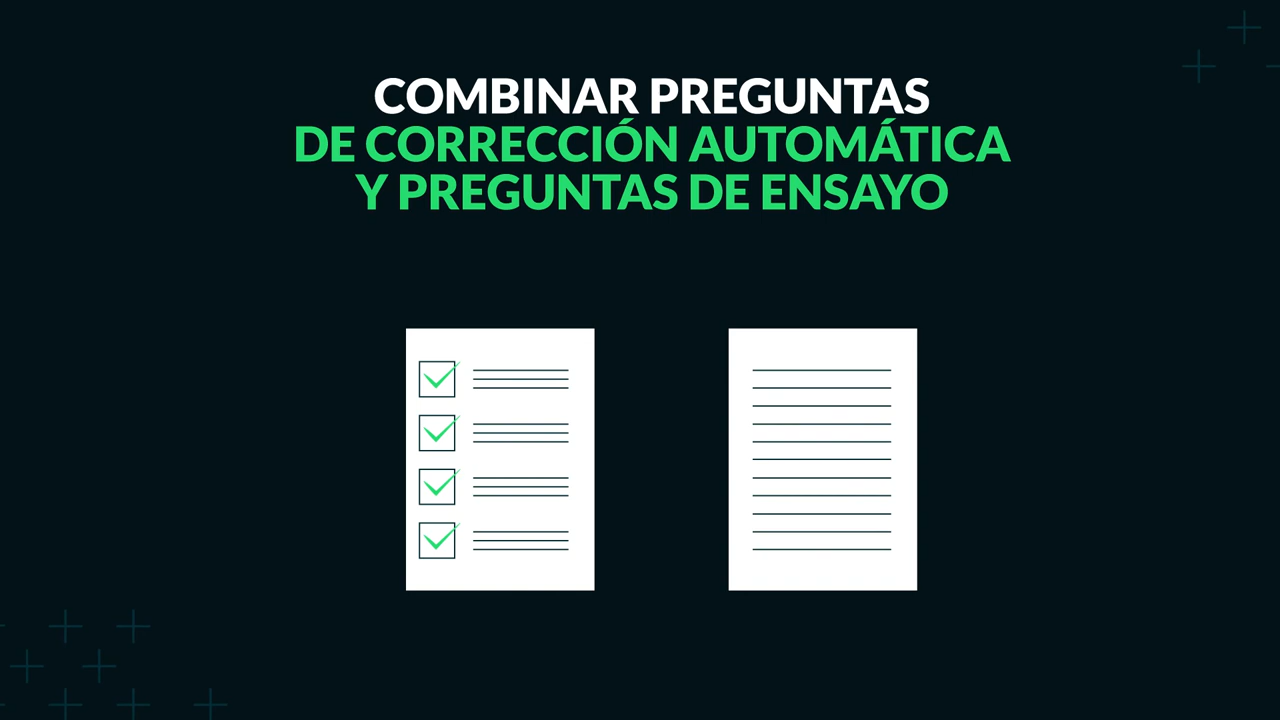 COMBINAR PREGUNTAS
DE CORRECCIÓN AUTOMÁTICA
Y PREGUNTAS DE ENSAYO